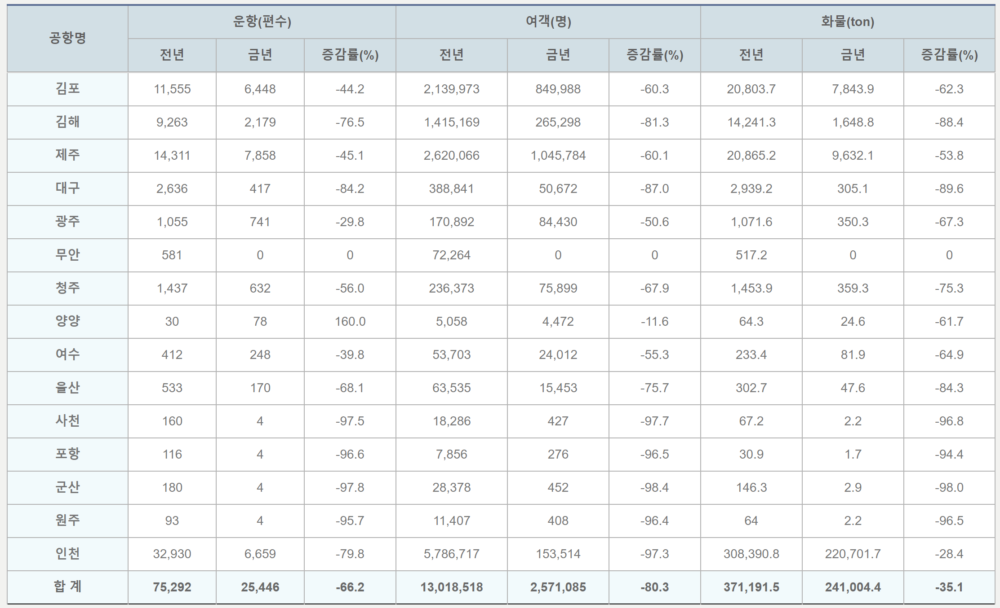 공항명 운항(편수) 여객(명) 화물(ton)
전년 금년 증감률(%) 전년 금년 증감률(%) 전년 금년 증감률(%)
김포 11,555 6,448 -44.2 2,139,973 849,988 -60.3 20,803.7 7,843.9 -62.3
김해 9,263 2,179 -76.5 1,415,169 265,298 -81.3 14,241.3 1,648.8 -88.4
제주 14,311 7,858 -45.1 2,620,066 1,045,784 -60.1 20,865.2 9,632.1 -53.8
대구 2,636 417 -84.2 388,841 50,672 -87.0 2,939.2 305.1 -89.6
광주 1,055 741 -29.8 170,892 84,430 -50.6 1,071.6 350.3 -67.3
무안 581 0 0 72,264 0 0 517.2 0 0
청주 1,437 632 -56.0 236,373 75,899 -67.9 1,453.9 359.3 -75.3
양양 30 78 160.0 5,058 4,472 -11.6 64.3 24.6 -61.7
여수 412 248 -39.8 53,703 24,012 -55.3 233.4 81.9 -64.9
울산 533 170 -68.1 63,535 15,453 -75.7 302.7 47.6 -84.3
사천 160 4 -97.5 18,286 427 -97.7 67.2 2.2 -96.8
포항 116 4 -96.6 7,856 276 -96.5 30.9 1.7 -94.4
군산 180 4 -97.8 28,378 452 -98.4 146.3 2.9 -98.0
원주 93 4 -95.7 11,407 408 -96.4 64 2.2 -96.5
인천 32,930 6,659 -79.8 5,786,717 153,514 -97.3 308,390.8 220,701.7 -28.4
합 계 75,292 25,446 -66.2 13,018,518 2,571,085 -80.3 371,191.5 241,004.4 -35.1